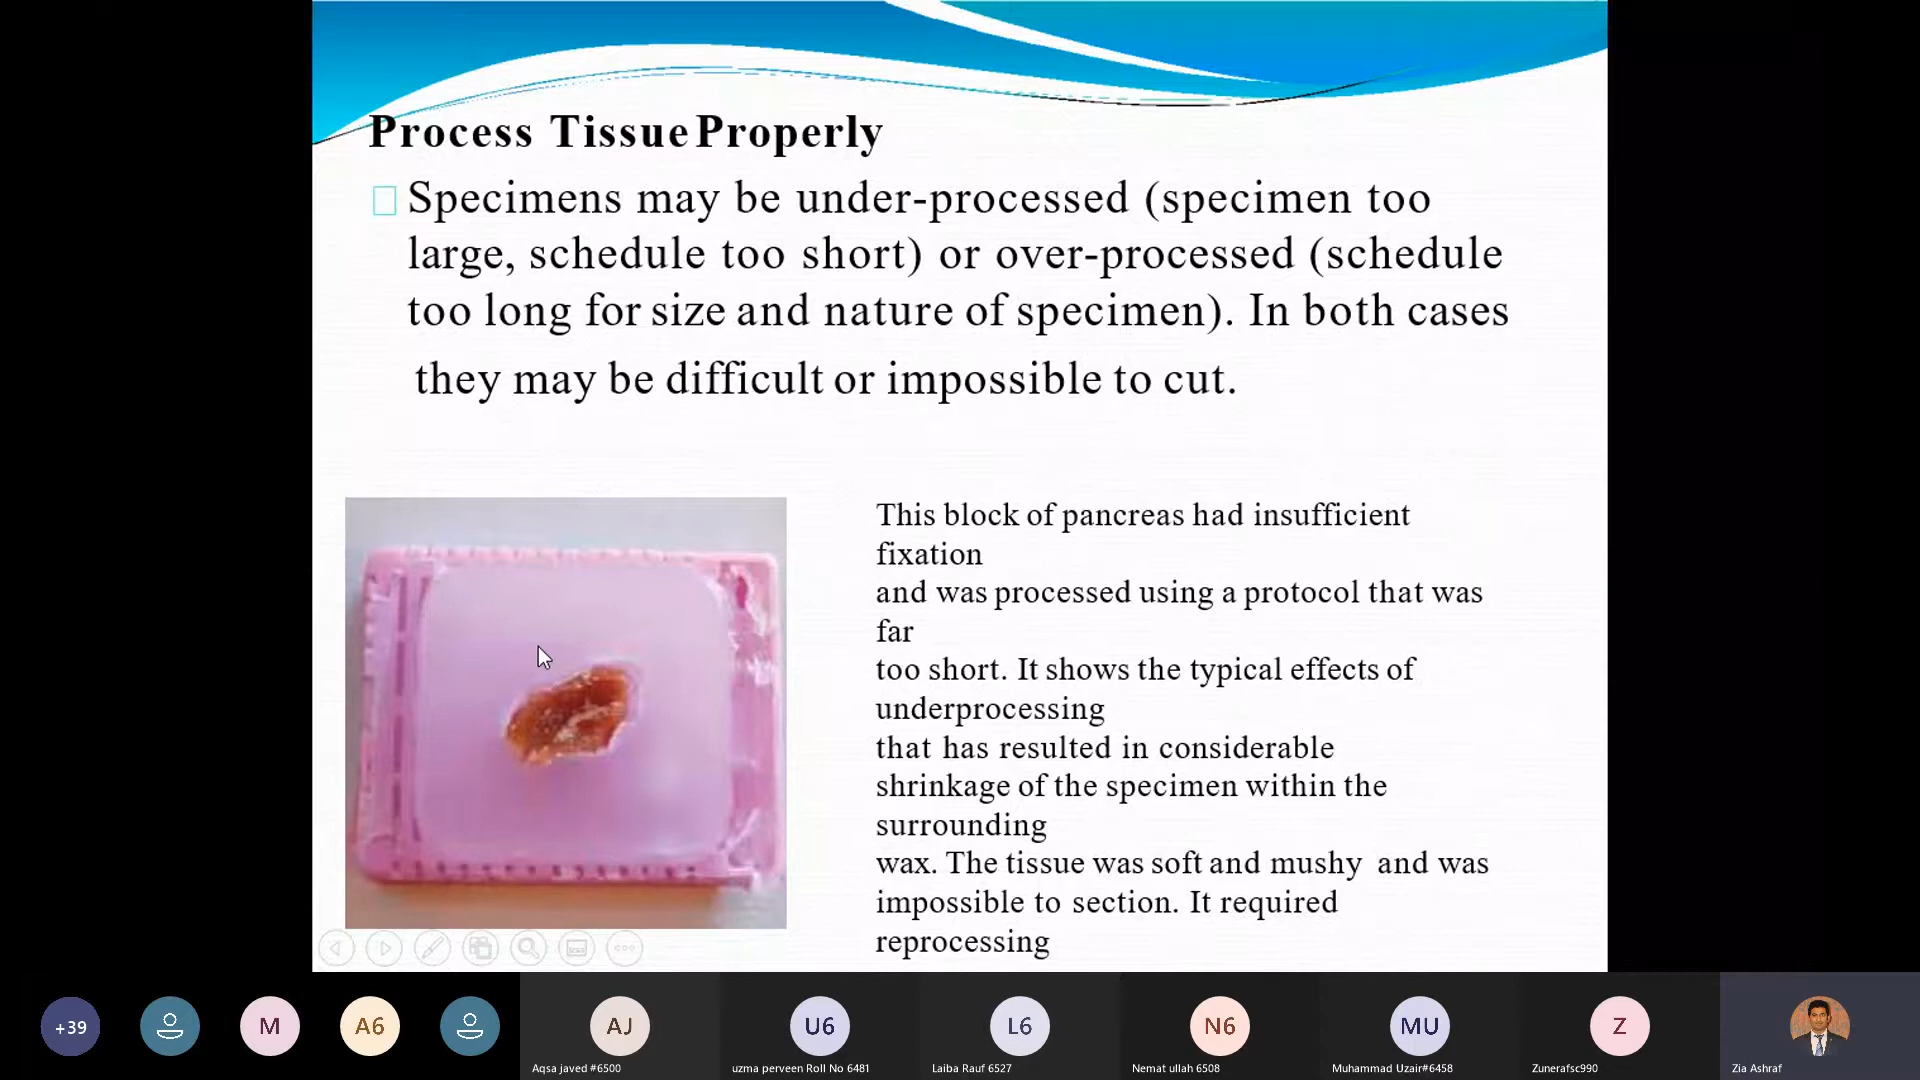 Process Tissue Properly
Specimens may be under-processed (specimen too
large, schedule too short) or over-processed (schedule
too long for size and nature of specimen). In both cases
they may be difficult or impossible to cut.
This block of pancreas had insufficient
fixation
and was processed using a protocol that was
far
too short. It shows the typical effects of
underprocessing
that has resulted in considerable
shrinkage of the specimen within the
surrounding
wax. The tissue was soft and mushy and was
impossible to section. It required
reprocessing
+39
M
A6
AJ
U6
L6
N6
MU
Z
Aqsa javed #6500
uzma perveen Roll No 6481
Laiba Rauf 6527
Nemat ullah 6508
Muhammad Uzair#6458
Zunerafsc990
Zia Ashraf